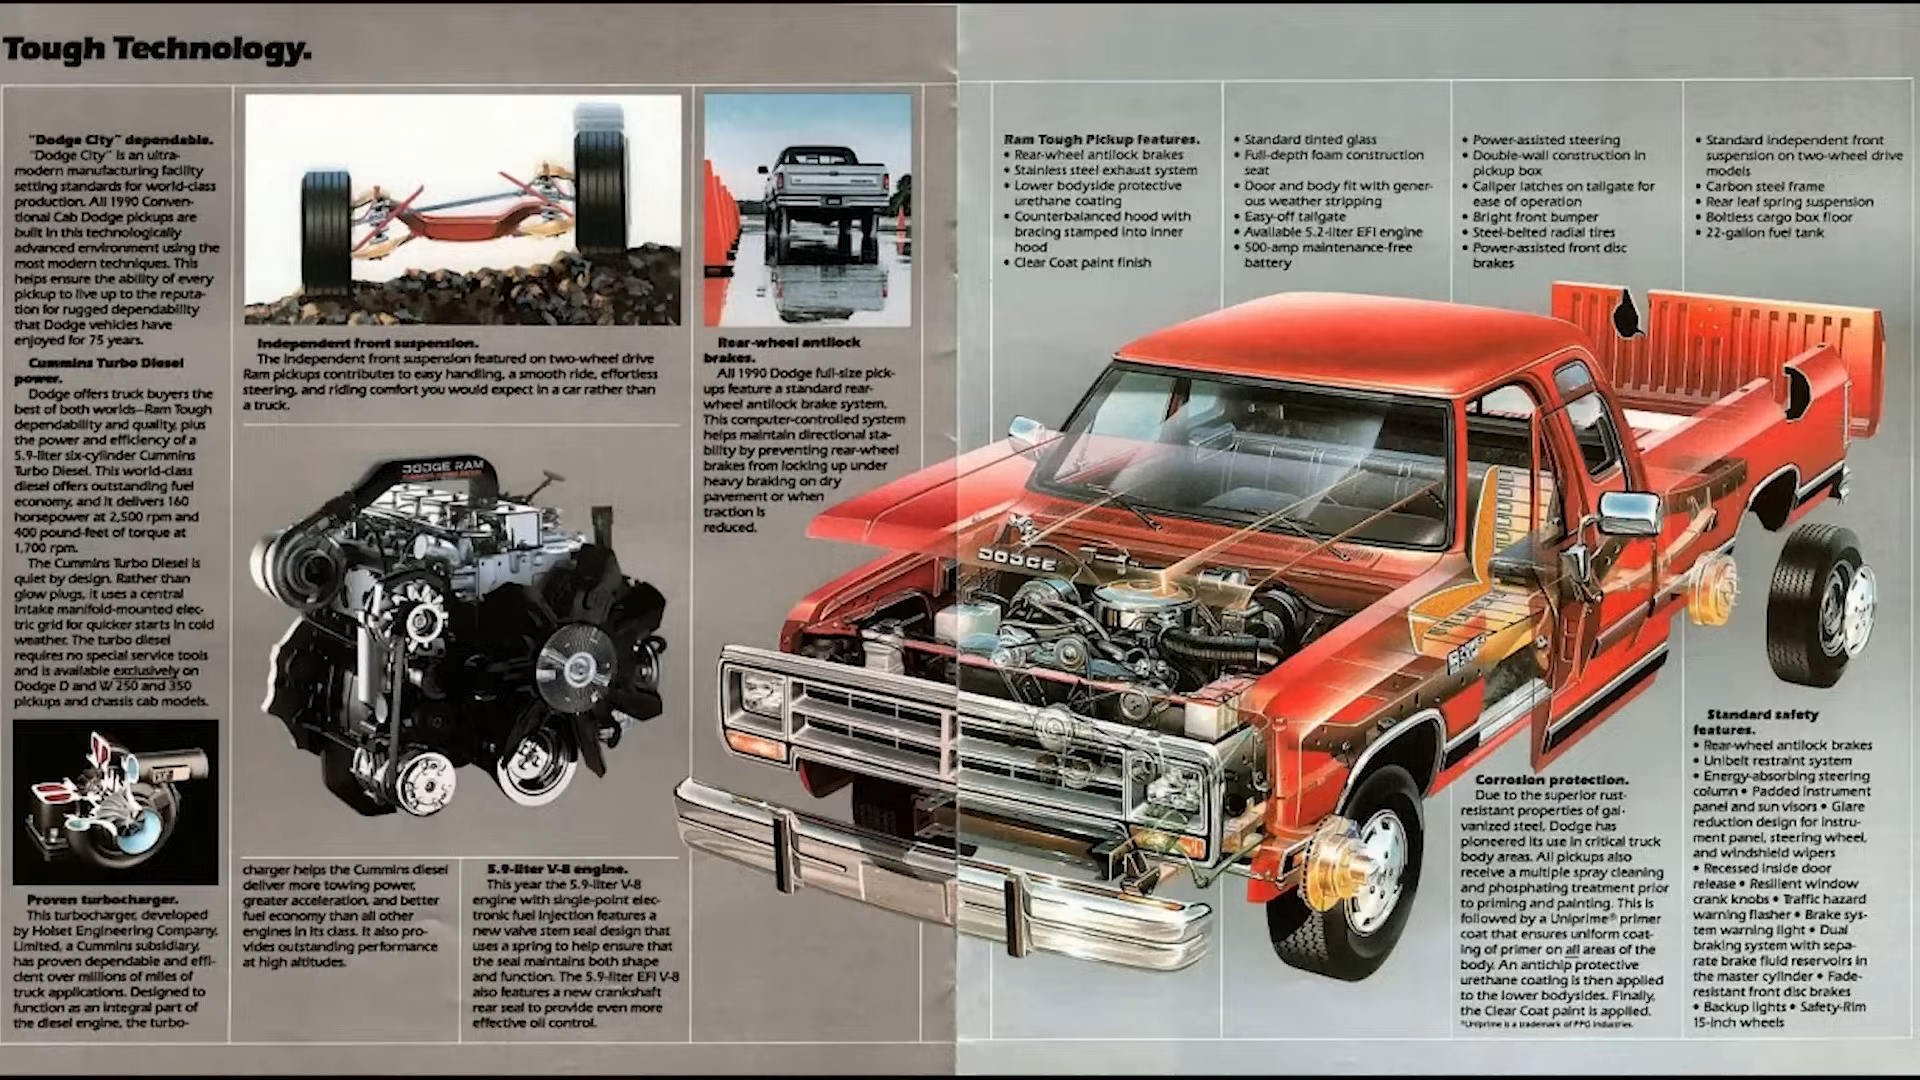 Tough Technology.
"Dodge City" dependable.
"Dodge City" is an ultra-
modern manufacturing facility
setting standards for world-class
production. All 1990 Conven-
tional Cab Dodge pickups are
built in this technologically
advanced environment using the
most modern techniques. This
helps ensure the ability of every
pickup to live up to the reputa-
tion for rugged dependability
that Dodge vehicles have
enjoyed for 75 years.
Cummins Turbo Diesel
power.
Dodge offers truck buyers the
best of both worlds—Ram Tough
dependability and quality, plus
the power and efficiency of a
5.9-liter six-cylinder Cummins
Turbo Diesel. This world-class
diesel offers outstanding fuel
economy, and it delivers 160
horsepower at 2,500 rpm and
400 pound-feet of torque at
1,700 rpm.
The Cummins Turbo Diesel is
quiet by design. Rather than
glow plugs, it uses a central
intake manifold-mounted elec-
tric grid for quicker starts in cold
weather. The turbo diesel
requires no special service tools
and is available exclusively on
Dodge D and W 250 and 350
pickups and chassis cab models.
Proven turbocharger.
This turbocharger, developed
by Holset Engineering Company,
Limited, a Cummins subsidiary,
has proven dependable and effi-
cient over millions of miles of
truck applications. Designed to
function as an integral part of
the diesel engine, the turbo-
Independent front suspension.
The independent front suspension featured on two-wheel drive
Ram pickups contributes to easy handling, a smooth ride, effortless
steering, and riding comfort you would expect in a car rather than
a truck.
DODGE RAM
charger helps the Cummins diesel
deliver more towing power,
greater acceleration, and better
fuel economy than all other
engines in its class. It also pro-
vides outstanding performance
at high altitudes.
5.9-liter V-8 engine.
This year the 5.9-liter V-8
engine with single-point elec-
tronic fuel injection features a
new valve stem seal design that
uses a spring to help ensure that
the seal maintains both shape
and function. The 5.9-liter EFI V-8
also features a new crankshaft
rear seal to provide even more
effective oil control.
Rear-wheel antilock
brakes.
All 1990 Dodge full-size pick-
ups feature a standard rear-
wheel antilock brake system.
This computer-controlled system
helps maintain directional sta-
bility by preventing rear-wheel
brakes from locking up under
heavy braking on dry
pavement or when
traction is
reduced.
Ram Tough Pickup features.
• Rear-wheel antilock brakes
• Stainless steel exhaust system
• Lower bodyside protective
urethane coating
• Counterbalanced hood with
bracing stamped into inner
hood
• Clear Coat paint finish
• Standard tinted glass
• Full-depth foam construction
seat
• Door and body fit with gener-
ous weather stripping
• Easy-off tailgate
• Available 5.2-liter EFI engine
• 500-amp maintenance-free
battery
• Power-assisted steering
• Double-wall construction in
pickup box
• Caliper latches on tailgate for
ease of operation
• Bright front bumper
• Steel-belted radial tires
• Power-assisted front disc
brakes
• Standard independent front
suspension on two-wheel drive
models
• Carbon steel frame
• Rear leaf spring suspension
• Boltless cargo box floor
• 22-gallon fuel tank
DODGE
Corrosion protection.
Due to the superior rust-
resistant properties of gal-
vanized steel, Dodge has
pioneered its use in critical truck
body areas. All pickups also
receive a multiple spray cleaning
and phosphating treatment prior
to priming and painting. This is
followed by a Uniprime® primer
coat that ensures uniform coat-
ing of primer on all areas of the
body. An antichip protective
urethane coating is then applied
to the lower bodysides. Finally,
the Clear Coat paint is applied.
*Uniprime is a trademark of PPG Industries.
Standard safety
features.
• Rear-wheel antilock brakes
• Unibelt restraint system
• Energy-absorbing steering
column • Padded instrument
panel and sun visors • Glare
reduction design for instru-
ment panel, steering wheel,
and windshield wipers
• Recessed inside door
release • Resilient window
crank knobs • Traffic hazard
warning flasher • Brake sys-
tem warning light • Dual
braking system with sepa-
rate brake fluid reservoirs in
the master cylinder • Fade-
resistant front disc brakes
• Backup lights • Safety-Rim
15-inch wheels